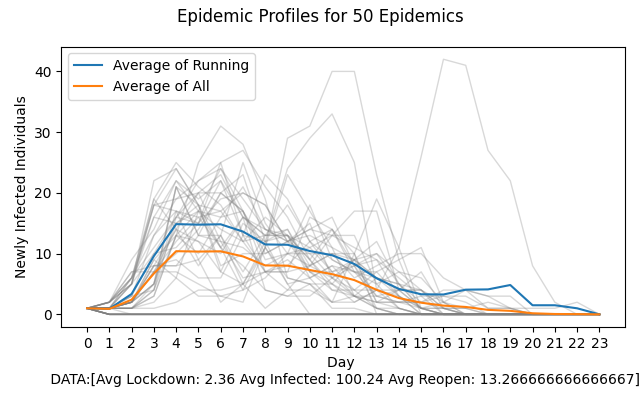 Epidemic Profiles for 50 Epidemics
Average of Running
Average of All
Newly Infected Individuals
40
30
20
10
0
0 1 2 3 4 5 6 7 8 9 10 11 12 13 14 15 16 17 18 19 20 21 22 23
Day
DATA:[Avg Lockdown: 2.36 Avg Infected: 100.24 Avg Reopen: 13.266666666666667]